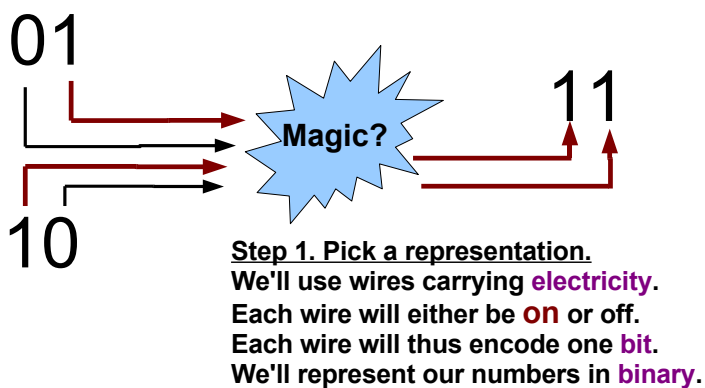 01
Magic?
11
10
Step 1. Pick a representation.
We'll use wires carrying electricity.
Each wire will either be on or off.
Each wire will thus encode one bit.
We'll represent our numbers in binary.